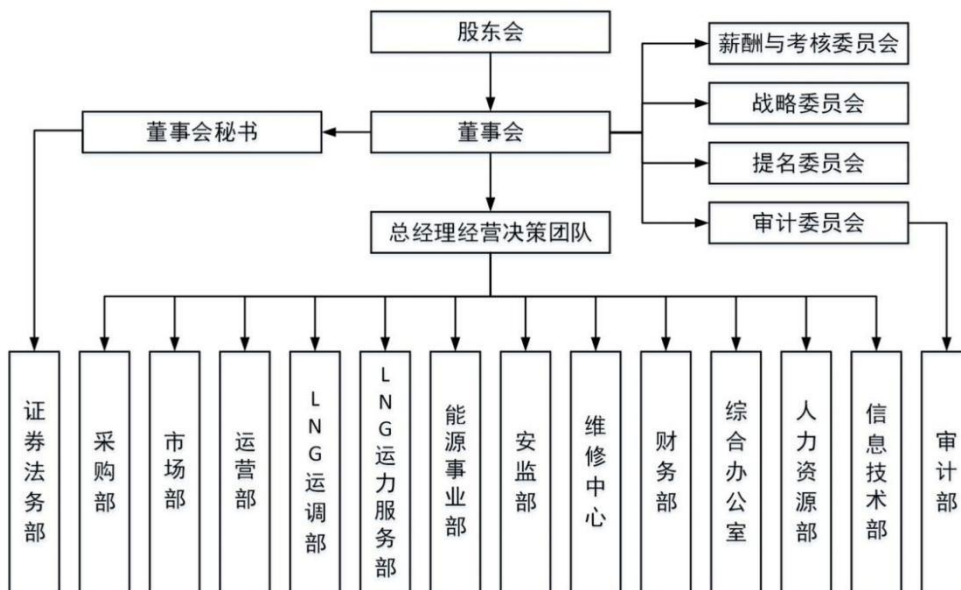 股东会
薪酬与考核委员会
战略委员会
董事会秘书
董事会
提名委员会
总经理经营决策团队
审计委员会
证券法务部
采购部
市场部
运营部
LNG运调部
LNG运力服务部
能源事业部
安监部
维修中心
财务部
综合办公室
人力资源部
信息技术部
审计部